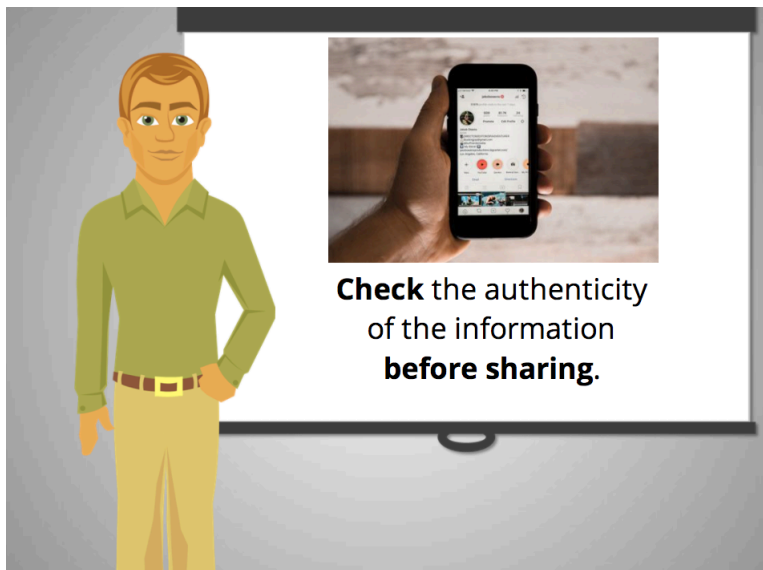 Check the authenticity
of the information
before sharing.